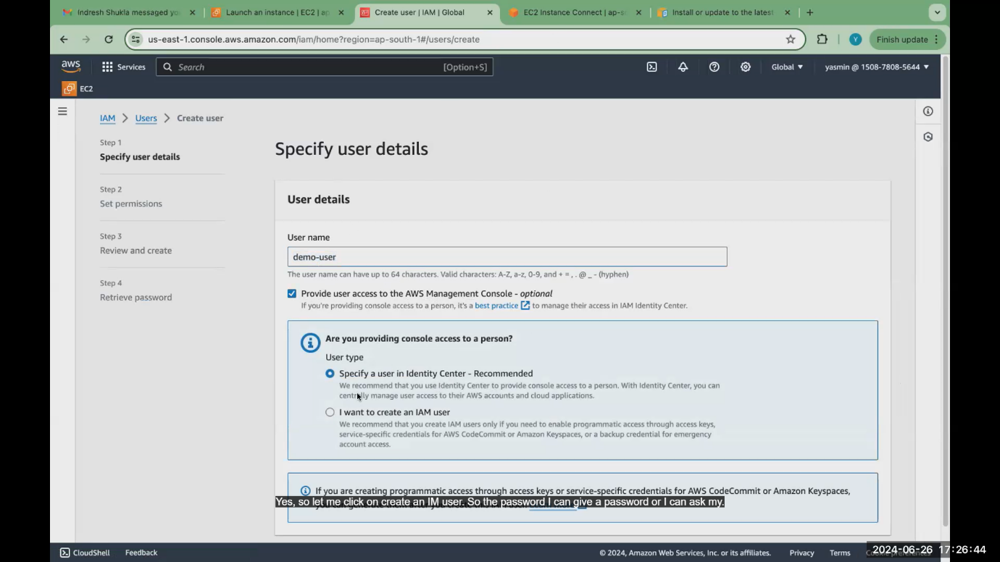 Indresh Shukla messaged yo
Launch an instance | EC2 | ap
Create user | IAM | Global
EC2 Instance Connect | ap-s
Install or update to the latest
us-east-1.console.aws.amazon.com/iam/home?region=ap-south-1#/users/create
Y
Finish update
aws
Services
Search
[Option+S]
Global
yasmin @ 1508-7808-5644
EC2
IAM > Users > Create user
Step 1
Specify user details
Step 2
Set permissions
Step 3
Review and create
Step 4
Retrieve password
Specify user details
User details
User name
demo-user
The user name can have up to 64 characters. Valid characters: A-Z, a-z, 0-9, and + = , . @ _ - (hyphen)
Provide user access to the AWS Management Console - optional
If you're providing console access to a person, it's a best practice to manage their access in IAM Identity Center.
Are you providing console access to a person?
User type
Specify a user in Identity Center - Recommended
We recommend that you use Identity Center to provide console access to a person. With Identity Center, you can
centrally manage user access to their AWS accounts and cloud applications.
I want to create an IAM user
We recommend that you create IAM users only if you need to enable programmatic access through access keys,
service-specific credentials for AWS CodeCommit or Amazon Keyspaces, or a backup credential for emergency
account access.
If you are creating programmatic access through access keys or service-specific credentials for AWS CodeCommit or Amazon Keyspaces,
Yes, so let me click on create an IM user. So the password I can give a password or I can ask my.
CloudShell
Feedback
© 2024, Amazon Web Services, Inc. or its affiliates.
Privacy
Terms
2024-06-26 17:26:44